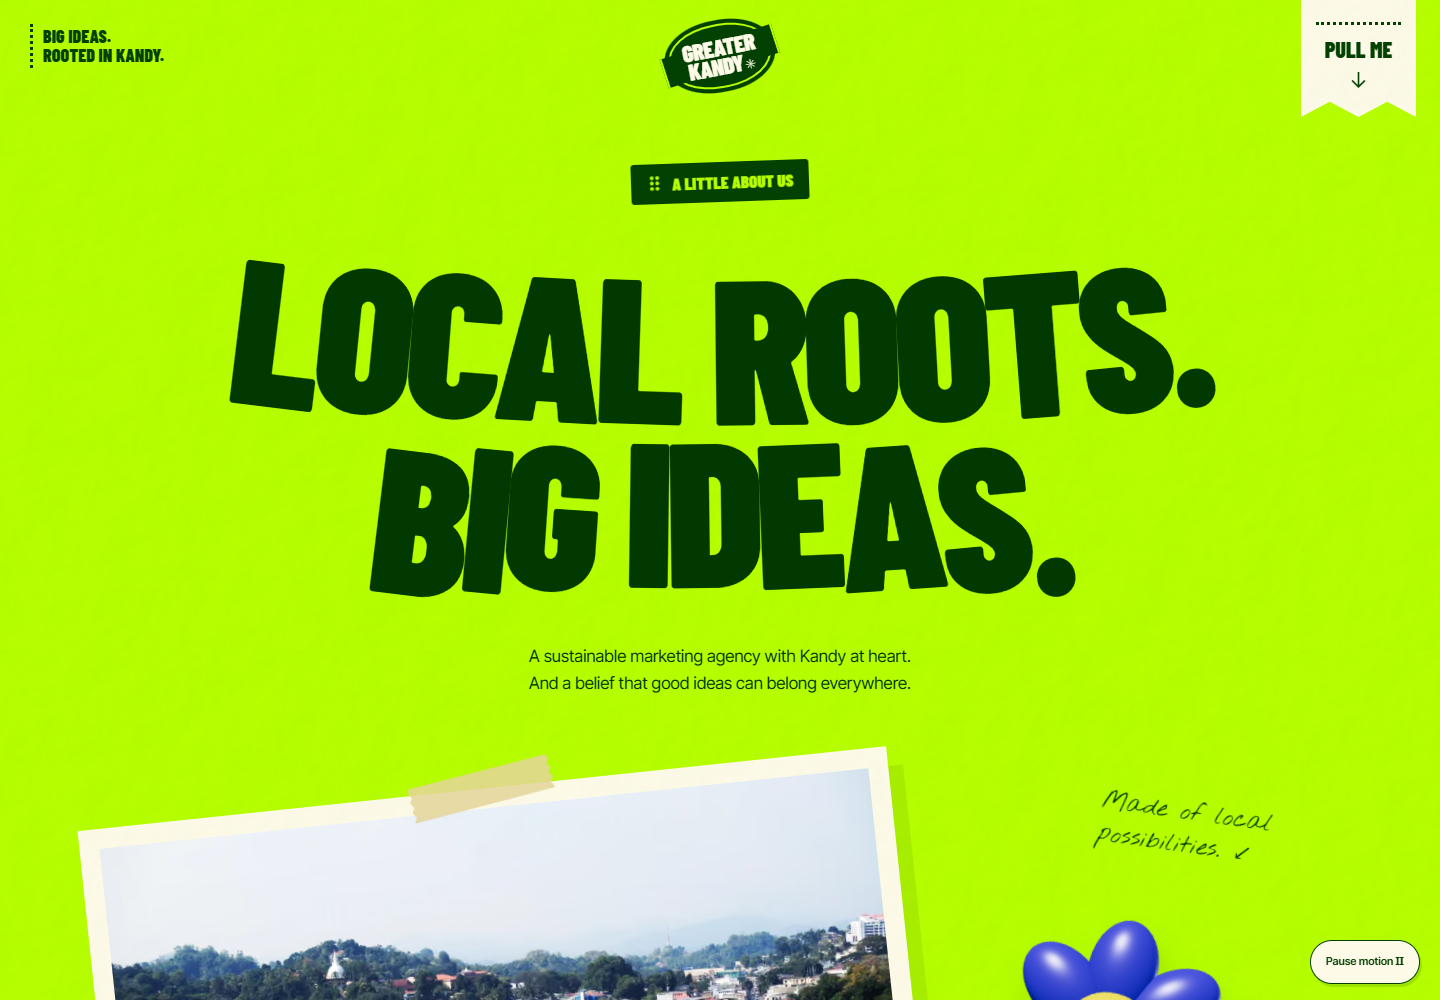 BIG IDEAS.
ROOTED IN KANDY.
GREATER
KANDY
PULL ME
A LITTLE ABOUT US
LOCAL ROOTS.
BIG IDEAS.
A sustainable marketing agency with Kandy at heart.
And a belief that good ideas can belong everywhere.
Made of local
possibilities. ↙
Pause motion II